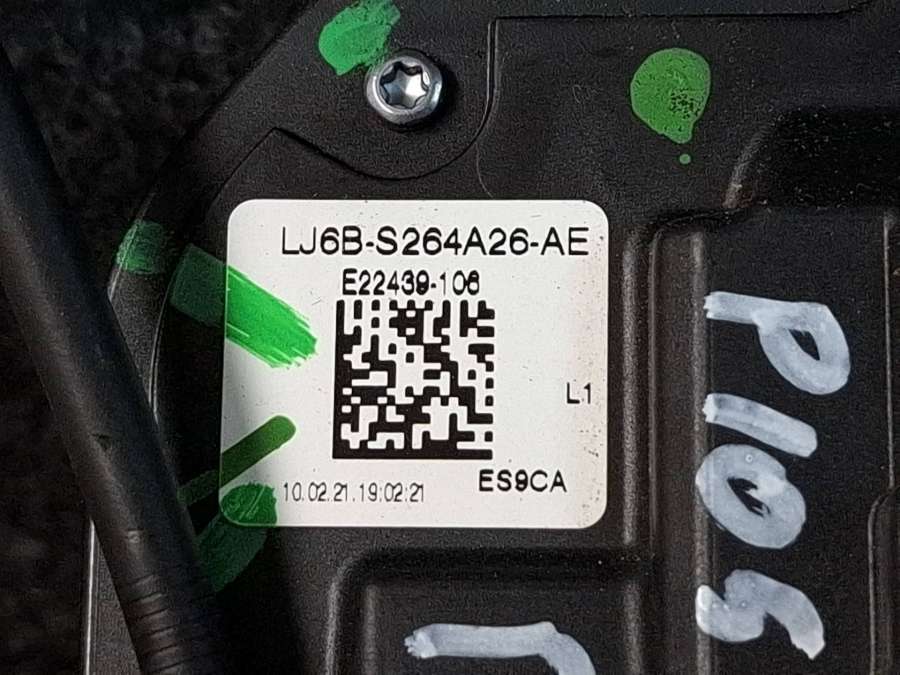 LJ6B-S264A26-AE
E22439-106
L1
ES9CA
10.02.21.19:02:21
P105